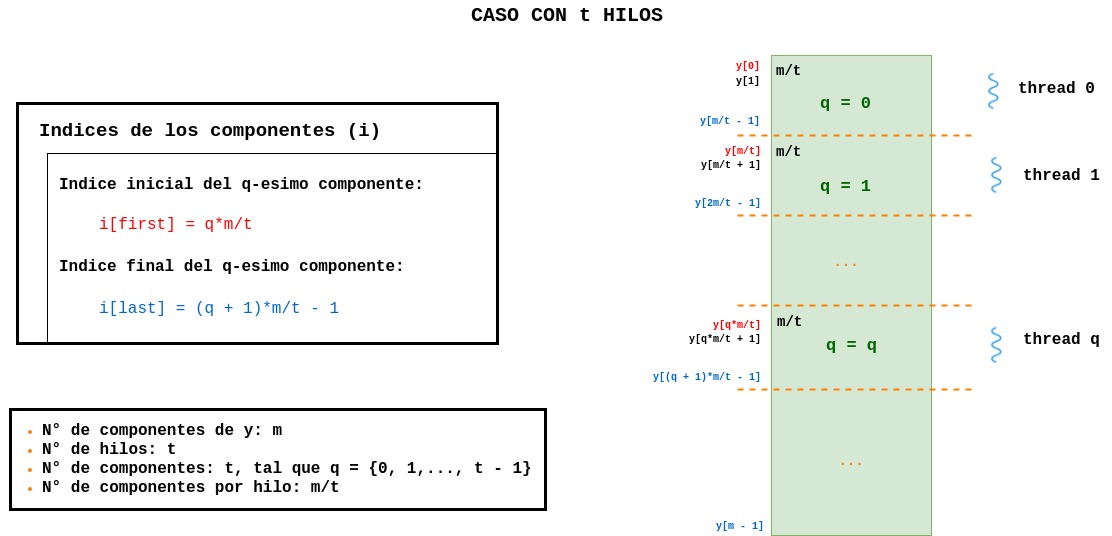 CASO CON t HILOS
Indices de los componentes (i)
Indice inicial del q-esimo componente:
i[first] = q*m/t
Indice final del q-esimo componente:
i[last] = (q + 1)*m/t - 1
• N° de componentes de y: m
• N° de hilos: t
• N° de componentes: t, tal que q = {0, 1,..., t - 1}
• N° de componentes por hilo: m/t
y[0]
y[1]
y[m/t - 1]
m/t
q = 0
thread 0
y[m/t]
y[m/t + 1]
y[2m/t - 1]
m/t
q = 1
thread 1
...
y[q*m/t]
y[q*m/t + 1]
y[(q + 1)*m/t - 1]
m/t
q = q
thread q
...
y[m - 1]